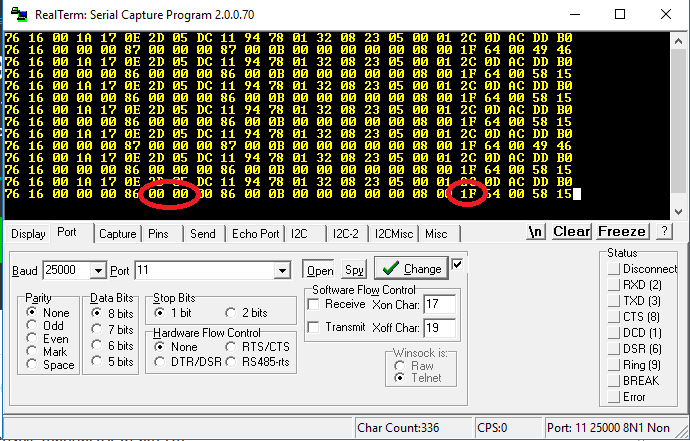 RealTerm: Serial Capture Program 2.0.0.70
76 16 00 1A 17 0E 2D 05 DC 11 94 78 01 32 08 23 05 00 01 2C 0D AC DD B0
76 16 00 00 00 87 00 00 00 87 00 0B 00 00 00 00 00 08 00 1F 64 00 49 46
76 16 00 1A 17 0E 2D 05 DC 11 94 78 01 32 08 23 05 00 01 2C 0D AC DD B0
76 16 00 00 00 86 00 00 00 86 00 0B 00 00 00 00 00 08 00 1F 64 00 58 15
76 16 00 1A 17 0E 2D 05 DC 11 94 78 01 32 08 23 05 00 01 2C 0D AC DD B0
76 16 00 00 00 86 00 00 00 86 00 0B 00 00 00 00 00 08 00 1F 64 00 58 15
76 16 00 1A 17 0E 2D 05 DC 11 94 78 01 32 08 23 05 00 01 2C 0D AC DD B0
76 16 00 00 00 86 00 00 00 86 00 0B 00 00 00 00 00 08 00 1F 64 00 58 15
76 16 00 1A 17 0E 2D 05 DC 11 94 78 01 32 08 23 05 00 01 2C 0D AC DD B0
76 16 00 00 00 87 00 00 00 87 00 0B 00 00 00 00 00 08 00 1F 64 00 49 46
76 16 00 1A 17 0E 2D 05 DC 11 94 78 01 32 08 23 05 00 01 2C 0D AC DD B0
76 16 00 00 00 86 00 00 00 86 00 0B 00 00 00 00 00 08 00 1F 64 00 58 15
76 16 00 1A 17 0E 2D 05 DC 11 94 78 01 32 08 23 05 00 01 0D AC DD B0
76 16 00 00 00 86 00 00 00 86 00 0B 00 00 00 00 00 08 00 1F 64 00 58 15
Display Port Capture Pins Send Echo Port I2C I2C-2 I2CMisc Misc \n Clear Freeze ?
Baud 25000 Port 11 Open Spy Change
Parity
None
Odd
Even
Mark
Space
Data Bits
8 bits
7 bits
6 bits
5 bits
Stop Bits
1 bit 2 bits
Hardware Flow Control
None RTS/CTS
DTR/DSR RS485-rts
Software Flow Control
Receive Xon Char: 17
Transmit Xoff Char: 19
Winsock is:
Raw
Telnet
Status
Disconnect
RXD (2)
TXD (3)
CTS (8)
DCD (1)
DSR (6)
Ring (9)
BREAK
Error
Char Count:336 CPS:0 Port: 11 25000 8N1 Non